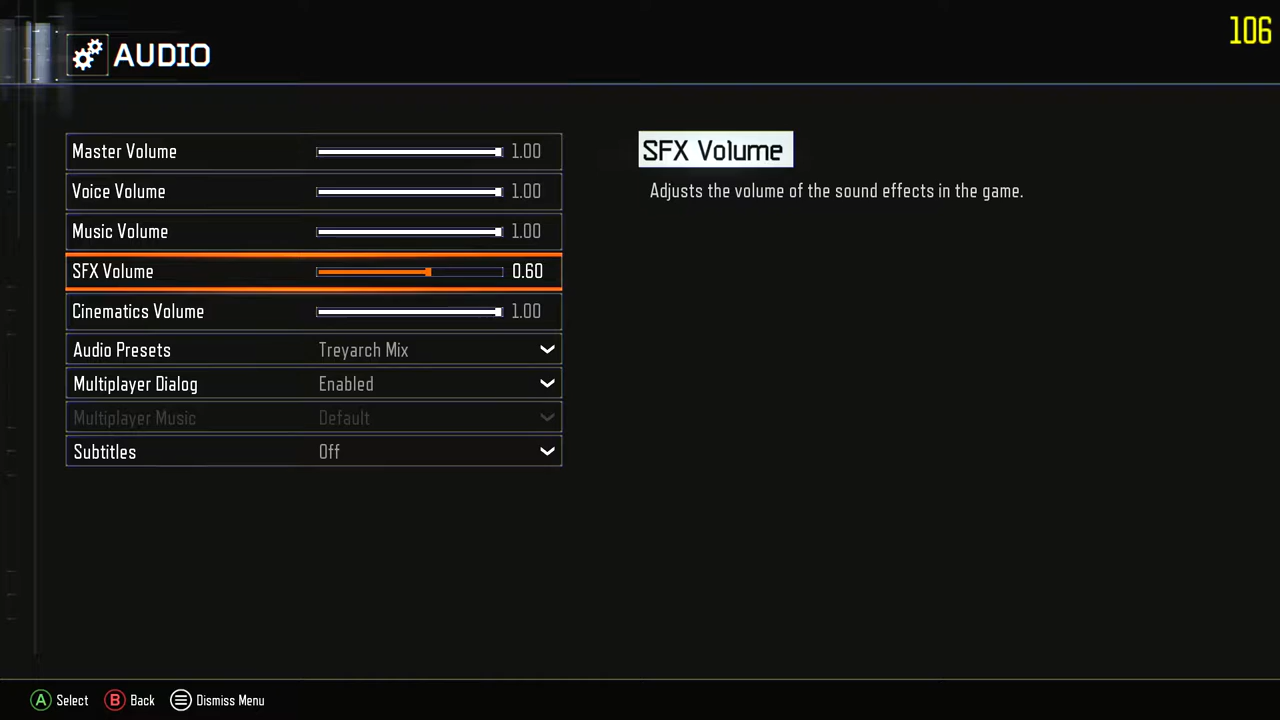 106
AUDIO
Master Volume 1.00
Voice Volume 1.00
Music Volume 1.00
SFX Volume 0.60
Cinematics Volume 1.00
Audio Presets Treyarch Mix
Multiplayer Dialog Enabled
Multiplayer Music Default
Subtitles Off
SFX Volume
Adjusts the volume of the sound effects in the game.
A Select B Back Dismiss Menu